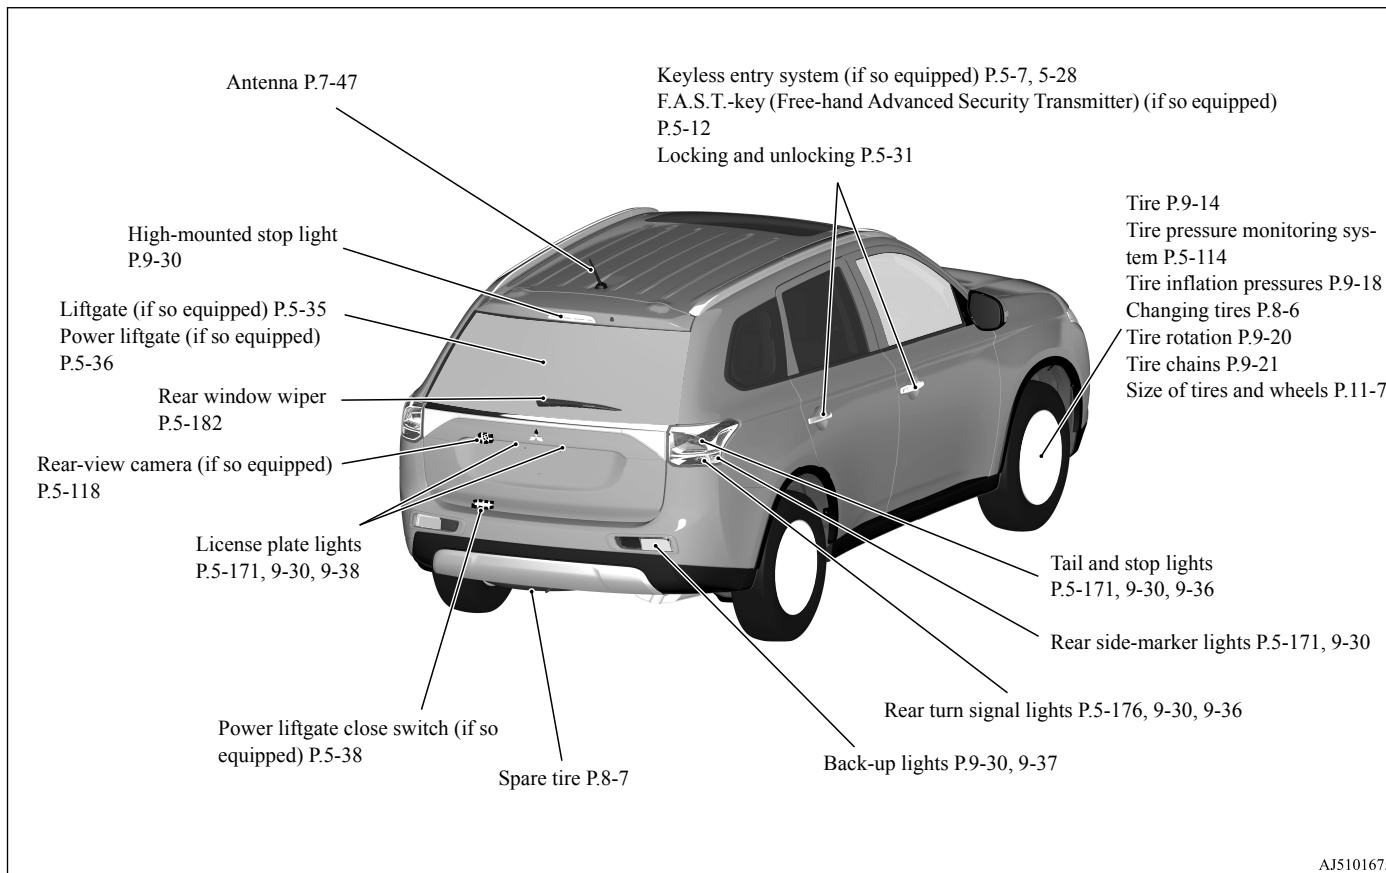 Antenna P.7-47
Keyless entry system (if so equipped) P.5-7, 5-28
F.A.S.T.-key (Free-hand Advanced Security Transmitter) (if so equipped)
P.5-12
Locking and unlocking P.5-31
High-mounted stop light
P.9-30
Liftgate (if so equipped) P.5-35
Power liftgate (if so equipped)
P.5-36
Rear window wiper
P.5-182
Rear-view camera (if so equipped)
P.5-118
License plate lights
P.5-171, 9-30, 9-38
Power liftgate close switch (if so
equipped) P.5-38
Spare tire P.8-7
Tire P.9-14
Tire pressure monitoring sys-
tem P.5-114
Tire inflation pressures P.9-18
Changing tires P.8-6
Tire rotation P.9-20
Tire chains P.9-21
Size of tires and wheels P.11-7
Tail and stop lights
P.5-171, 9-30, 9-36
Rear side-marker lights P.5-171, 9-30
Rear turn signal lights P.5-176, 9-30, 9-36
Back-up lights P.9-30, 9-37
AJ510167